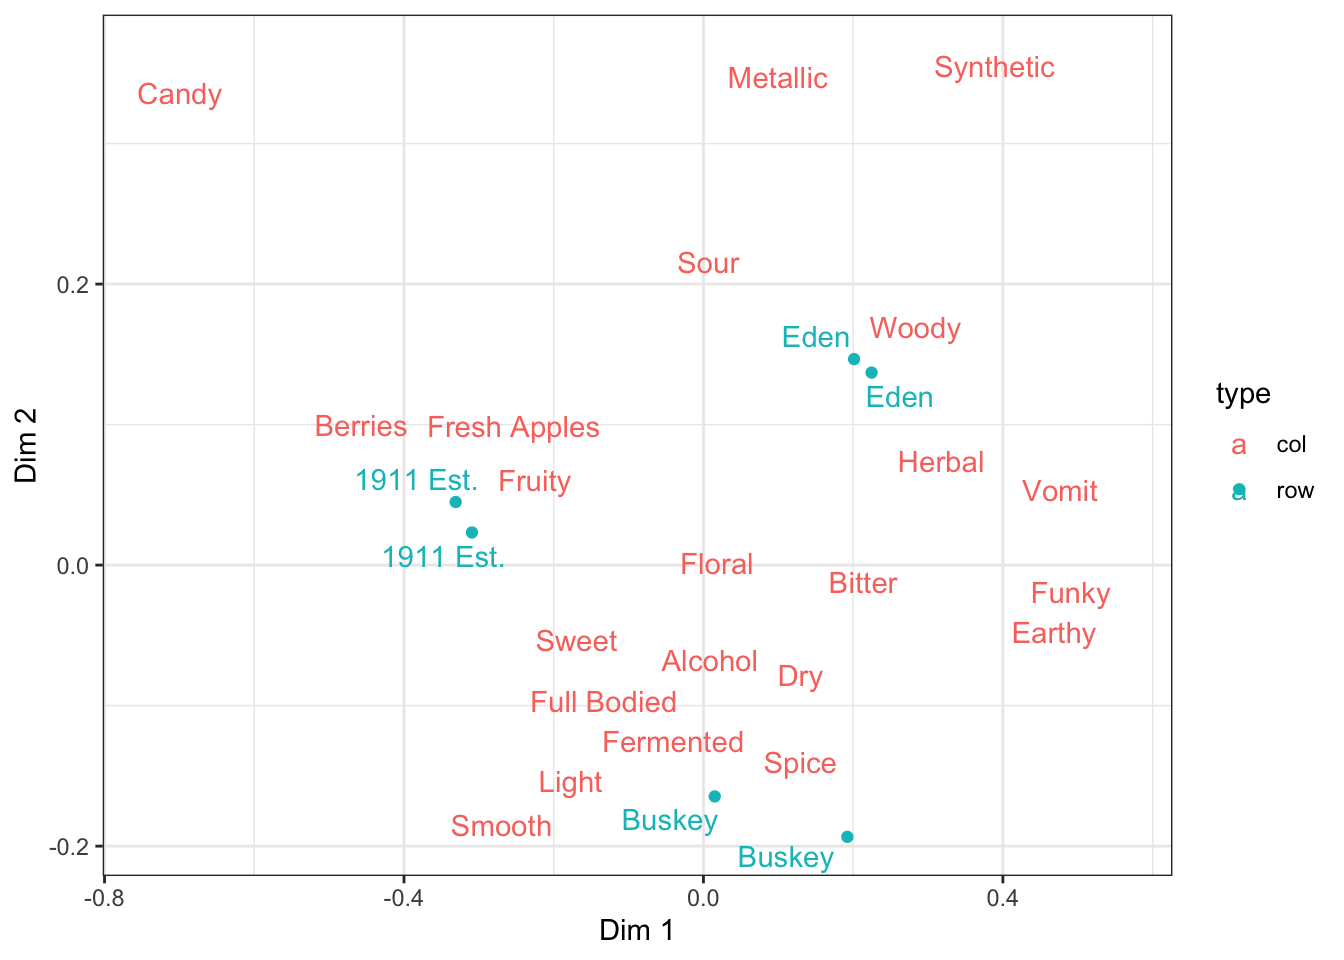 Candy
Metallic
Synthetic
Sour
Eden
Woody
Eden
Berries
Fresh Apples
Herbal
1911 Est.
Fruity
Vomit
1911 Est.
Floral
Bitter
Funky
Earthy
Sweet
Alcohol
Dry
Full Bodied
Fermented
Spice
Light
Buskey
Smooth
Buskey
0.2
0.0
-0.2
Dim 2
-0.8
-0.4
0.0
0.4
Dim 1
type
a col
a row